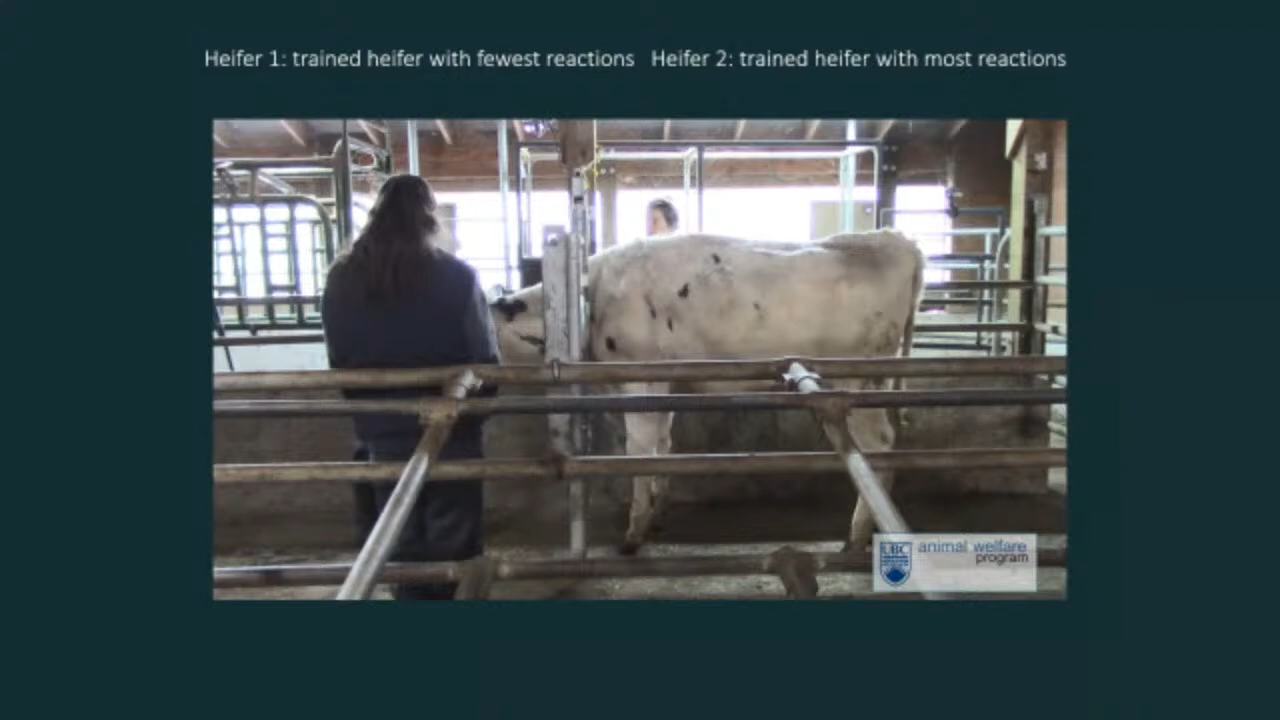 Heifer 1: trained heifer with fewest reactions   Heifer 2: trained heifer with most reactions
UBC
animal welfare
program